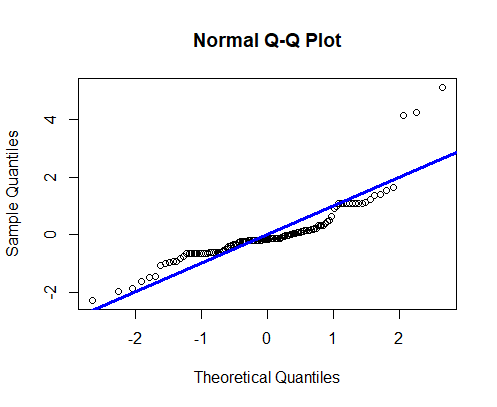 Normal Q-Q Plot
Sample Quantiles
4
2
0
-2
-2 -1 0 1 2
Theoretical Quantiles